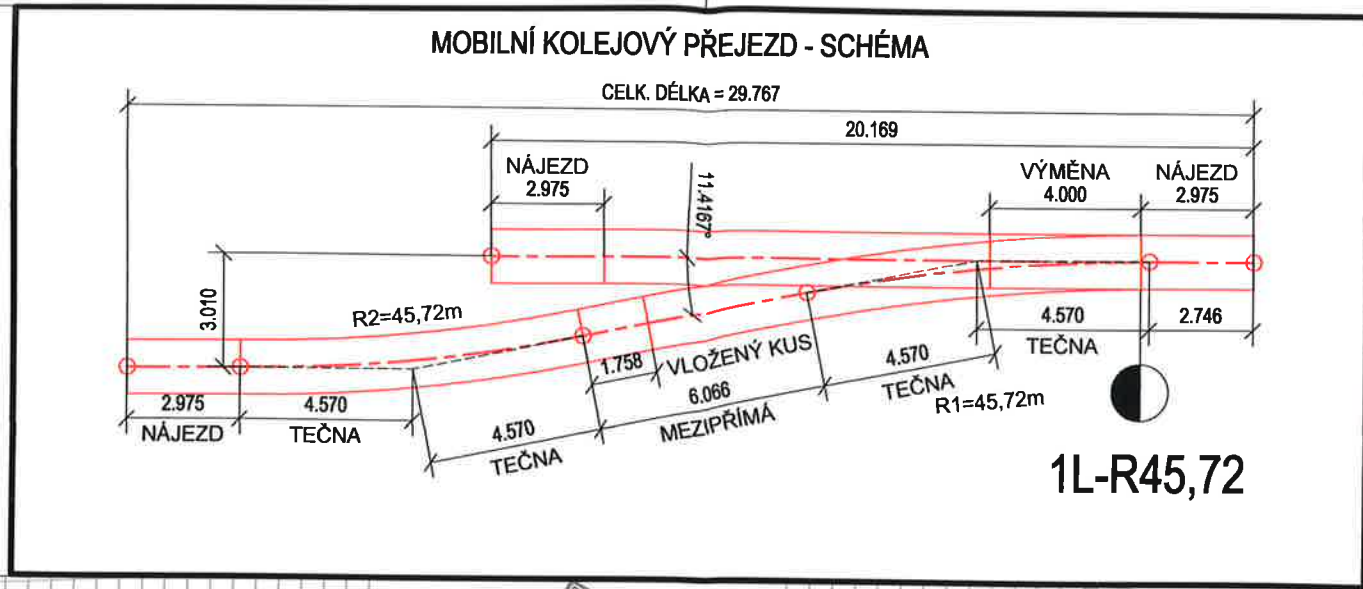 MOBILNÍ KOLEJOVÝ PŘEJEZD - SCHÉMA
CELK. DÉLKA = 29.767
20.169
NÁJEZD
2.975
11.4167°
VÝMĚNA
4.000
NÁJEZD
2.975
3.010
R2=45,72m
1.758
VLOŽENÝ KUS
6.066
MEZIPŘÍMÁ
4.570
TEČNA
R1=45,72m
4.570
TEČNA
2.746
2.975
NÁJEZD
4.570
TEČNA
4.570
TEČNA
1L-R45,72